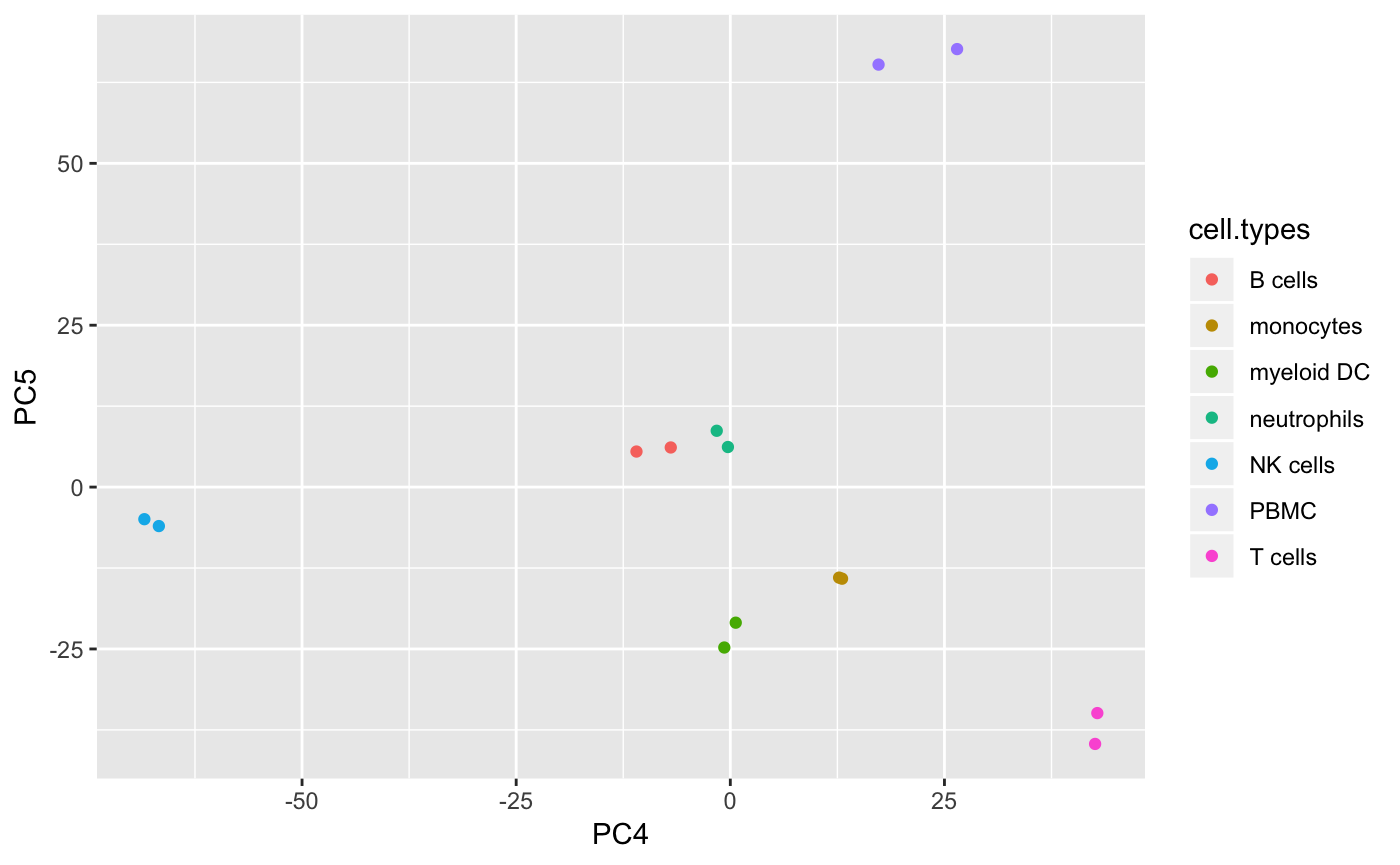 50
25
0
-25
PC5
-50
-25
0
25
PC4
cell.types
B cells
monocytes
myeloid DC
neutrophils
NK cells
PBMC
T cells